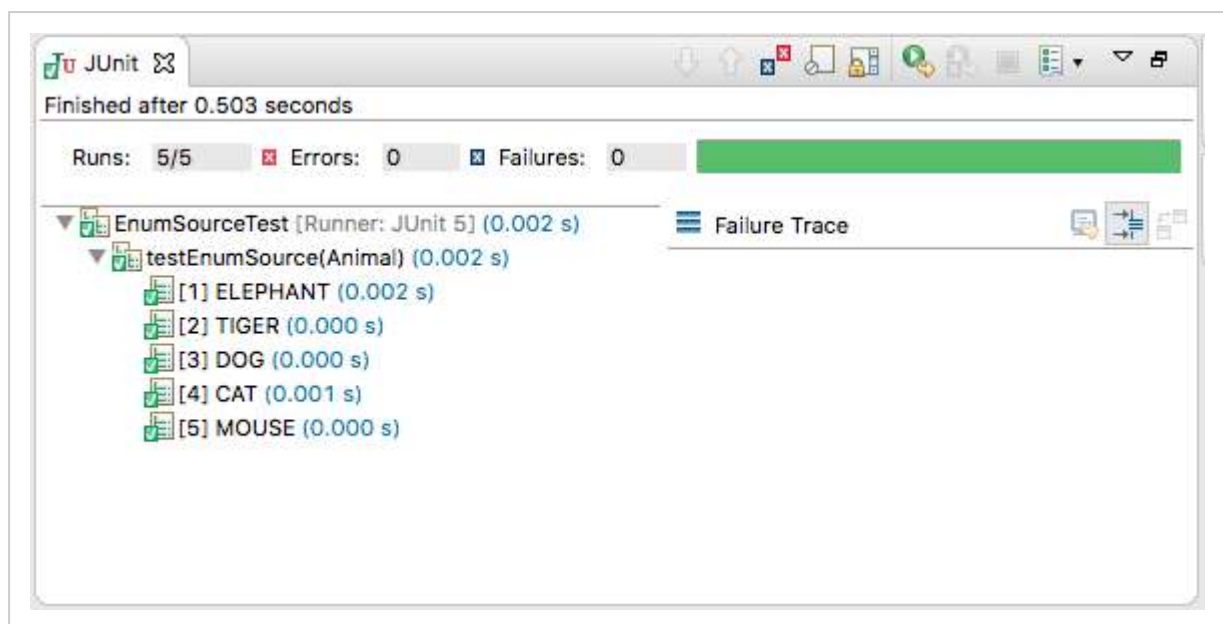 JUnit
Finished after 0.503 seconds
Runs: 5/5 Errors: 0 Failures: 0
EnumSourceTest [Runner: JUnit 5] (0.002 s)
Failure Trace
testEnumSource(Animal) (0.002 s)
[1] ELEPHANT (0.002 s)
[2] TIGER (0.000 s)
[3] DOG (0.000 s)
[4] CAT (0.001 s)
[5] MOUSE (0.000 s)